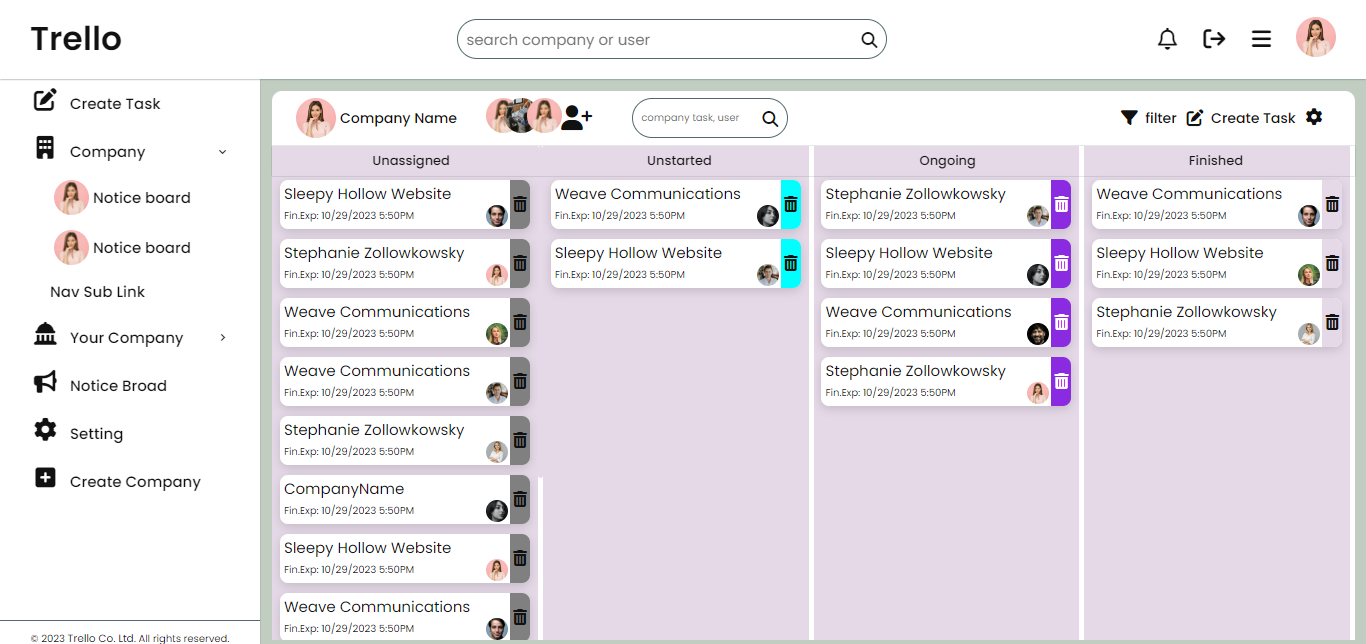 Trello
search company or user
Create Task
Company
Notice board
Notice board
Nav Sub Link
Your Company
Notice Broad
Setting
Create Company
© 2023 Trello Co. Ltd. All rights reserved.
Company Name
company task, user
filter
Create Task
Unassigned
Sleepy Hollow Website
Fin.Exp: 10/29/2023 5:50PM
Stephanie Zollowkowsky
Fin.Exp: 10/29/2023 5:50PM
Weave Communications
Fin.Exp: 10/29/2023 5:50PM
Weave Communications
Fin.Exp: 10/29/2023 5:50PM
Stephanie Zollowkowsky
Fin.Exp: 10/29/2023 5:50PM
CompanyName
Fin.Exp: 10/29/2023 5:50PM
Sleepy Hollow Website
Fin.Exp: 10/29/2023 5:50PM
Weave Communications
Fin.Exp: 10/29/2023 5:50PM
Unstarted
Weave Communications
Fin.Exp: 10/29/2023 5:50PM
Sleepy Hollow Website
Fin.Exp: 10/29/2023 5:50PM
Ongoing
Stephanie Zollowkowsky
Fin.Exp: 10/29/2023 5:50PM
Sleepy Hollow Website
Fin.Exp: 10/29/2023 5:50PM
Weave Communications
Fin.Exp: 10/29/2023 5:50PM
Stephanie Zollowkowsky
Fin.Exp: 10/29/2023 5:50PM
Finished
Weave Communications
Fin.Exp: 10/29/2023 5:50PM
Sleepy Hollow Website
Fin.Exp: 10/29/2023 5:50PM
Stephanie Zollowkowsky
Fin.Exp: 10/29/2023 5:50PM